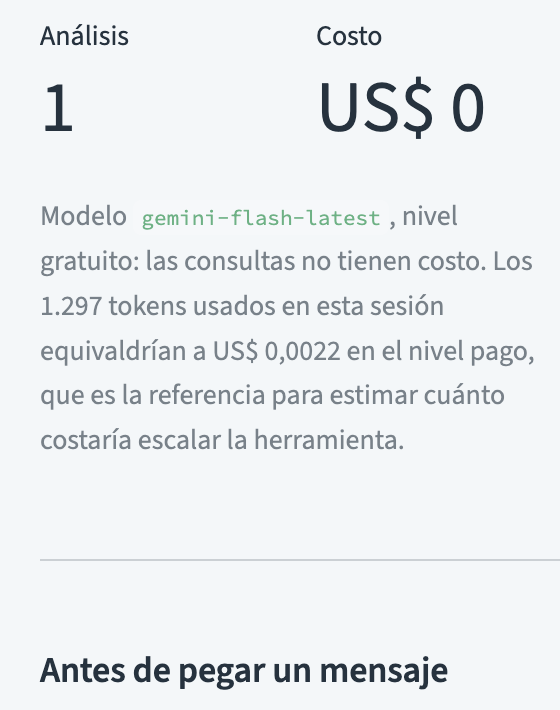 Análisis
Costo
1
US$ 0
Modelo gemini-flash-latest , nivel
gratuito: las consultas no tienen costo. Los
1.297 tokens usados en esta sesión
equivaldrían a US$ 0,0022 en el nivel pago,
que es la referencia para estimar cuánto
costaría escalar la herramienta.
Antes de pegar un mensaje